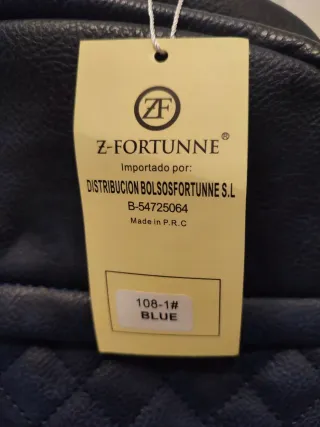 ZF
Z-FORTUNNE®
Importado por:
DISTRIBUCION BOLSOSFORTUNNE S.L
B-54725064
Made in P.R.C
108-1#
BLUE